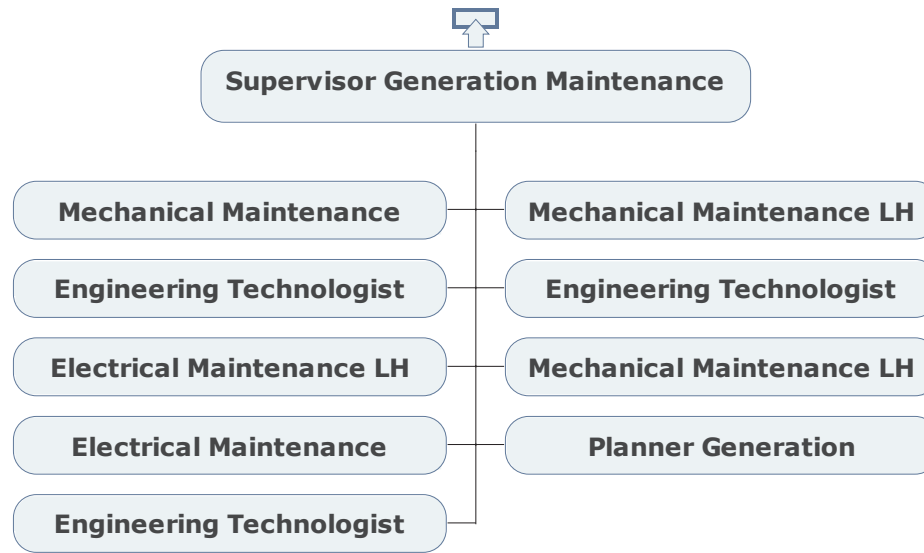 Supervisor Generation Maintenance
Mechanical Maintenance
Mechanical Maintenance LH
Engineering Technologist
Engineering Technologist
Electrical Maintenance LH
Mechanical Maintenance LH
Electrical Maintenance
Planner Generation
Engineering Technologist